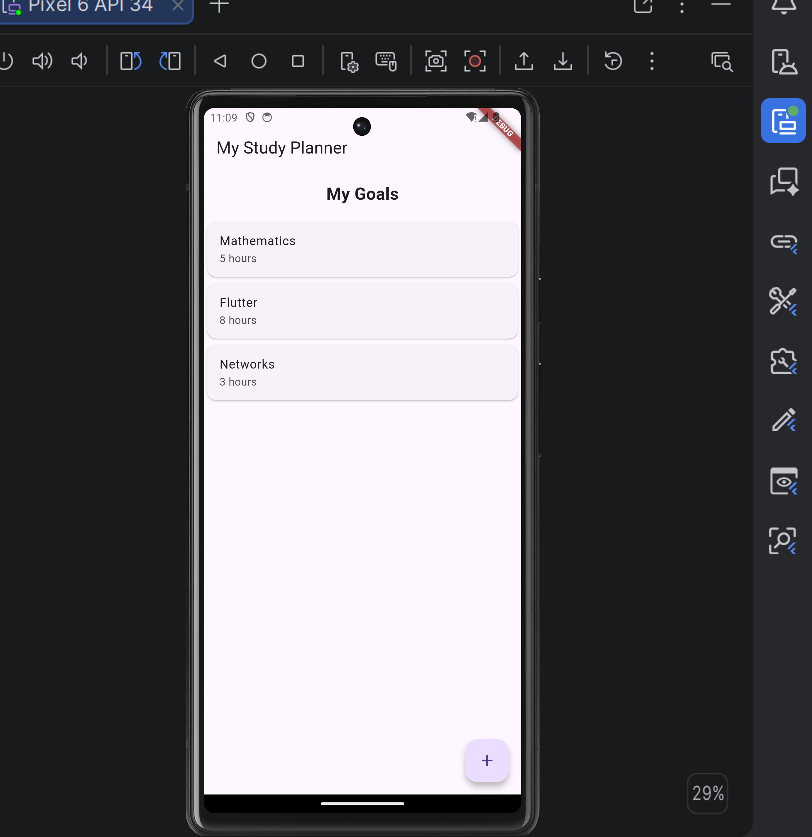 Pixel 6 API 34
11:09
My Study Planner
My Goals
Mathematics
5 hours
Flutter
8 hours
Networks
3 hours
+
29%